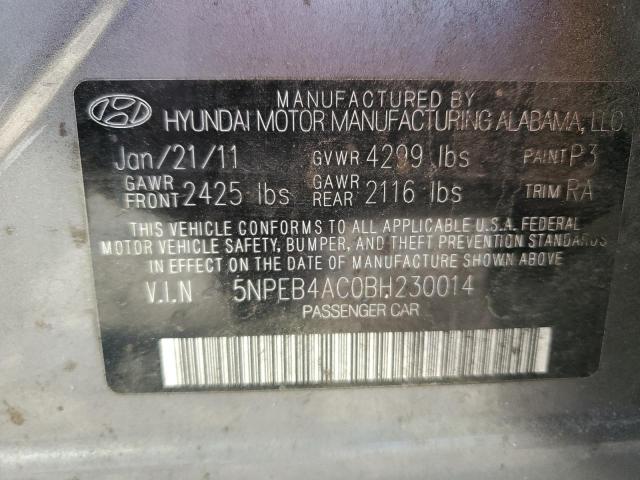 MANUFACTURED BY
HYUNDAI MOTOR MANUFACTURING ALABAMA, LLC
Jan/21/11 GVWR 4299 lbs PAINT P3
GAWR FRONT 2425 lbs GAWR REAR 2116 lbs TRIM RA
THIS VEHICLE CONFORMS TO ALL APPLICABLE U.S.A. FEDERAL
MOTOR VEHICLE SAFETY, BUMPER, AND THEFT PREVENTION STANDARDS
IN EFFECT ON THE DATE OF MANUFACTURE SHOWN ABOVE
V.I.N 5NPEB4AC0BH230014
PASSENGER CAR